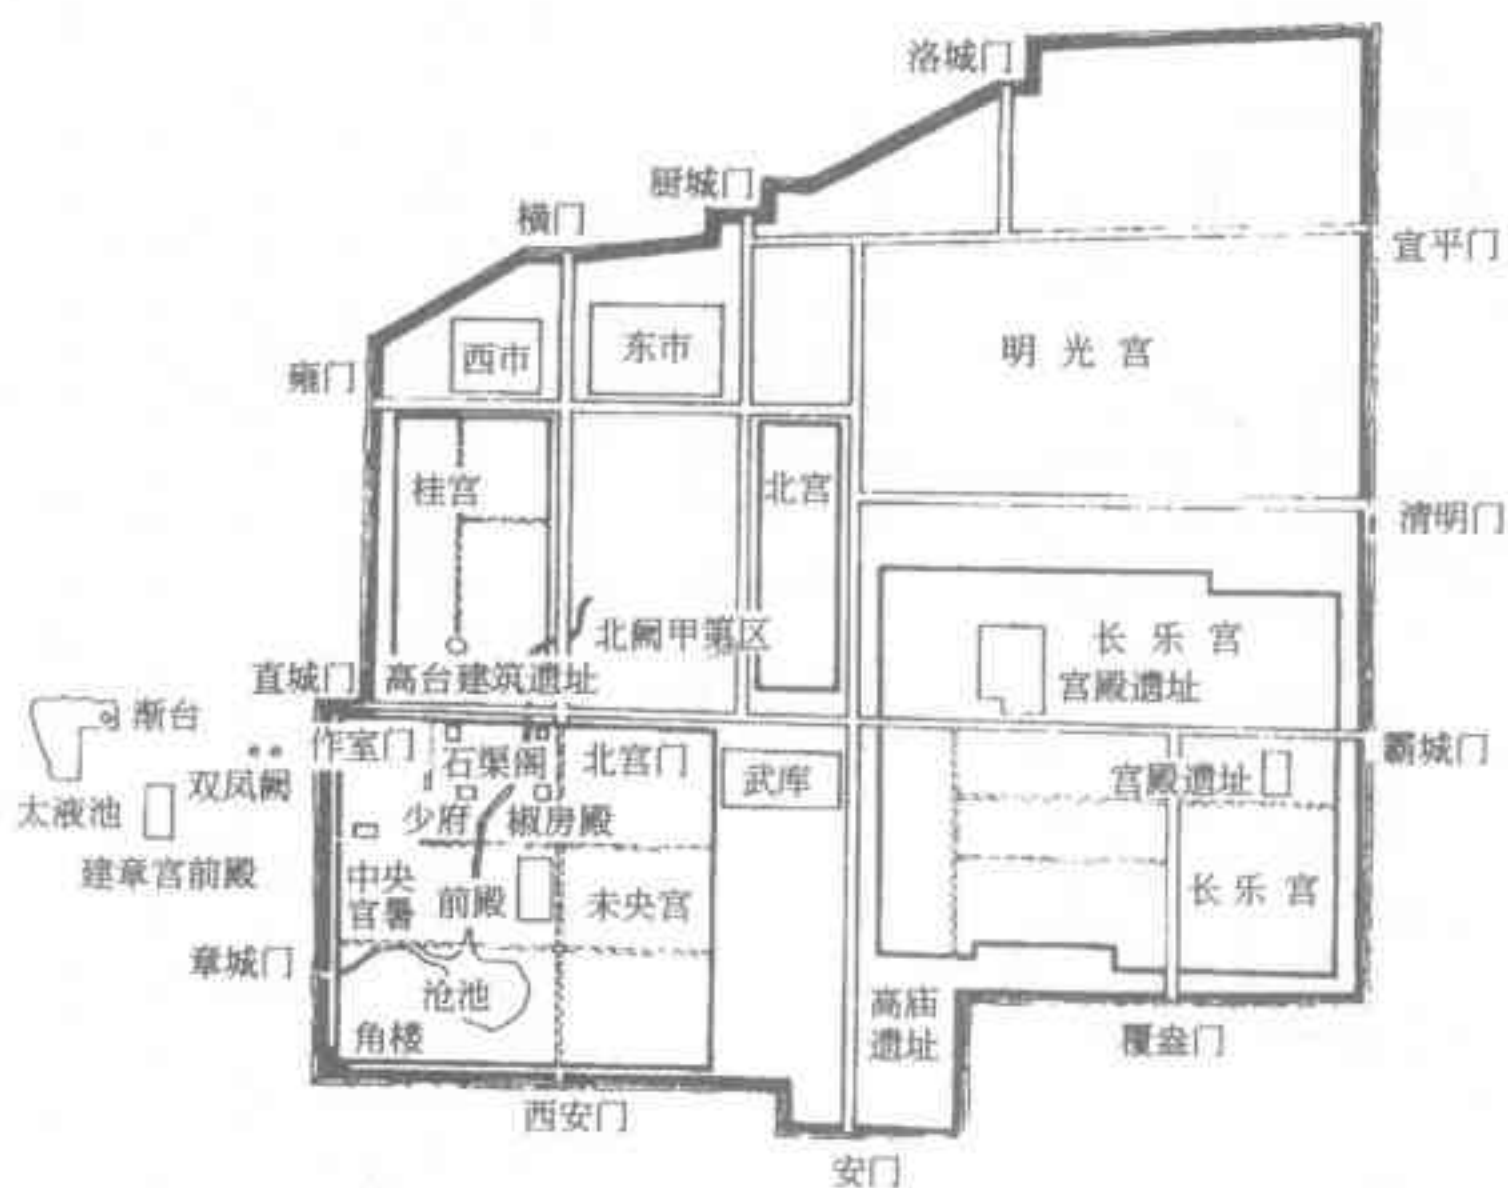 洛城门
厨城门
横门
宣平门
西市
东市
明光宫
雍门
桂宫
北宫
清明门
北阙甲第区
长乐宫
直城门
高台建筑遗址
宫殿遗址
渐台
作室门
石渠阁
北宫门
武库
霸城门
双凤阙
宫殿遗址
太液池
少府
椒房殿
建章宫前殿
中央
官署
前殿
未央宫
长乐宫
章城门
沧池
高庙
遗址
角楼
覆盎门
西安门
安门